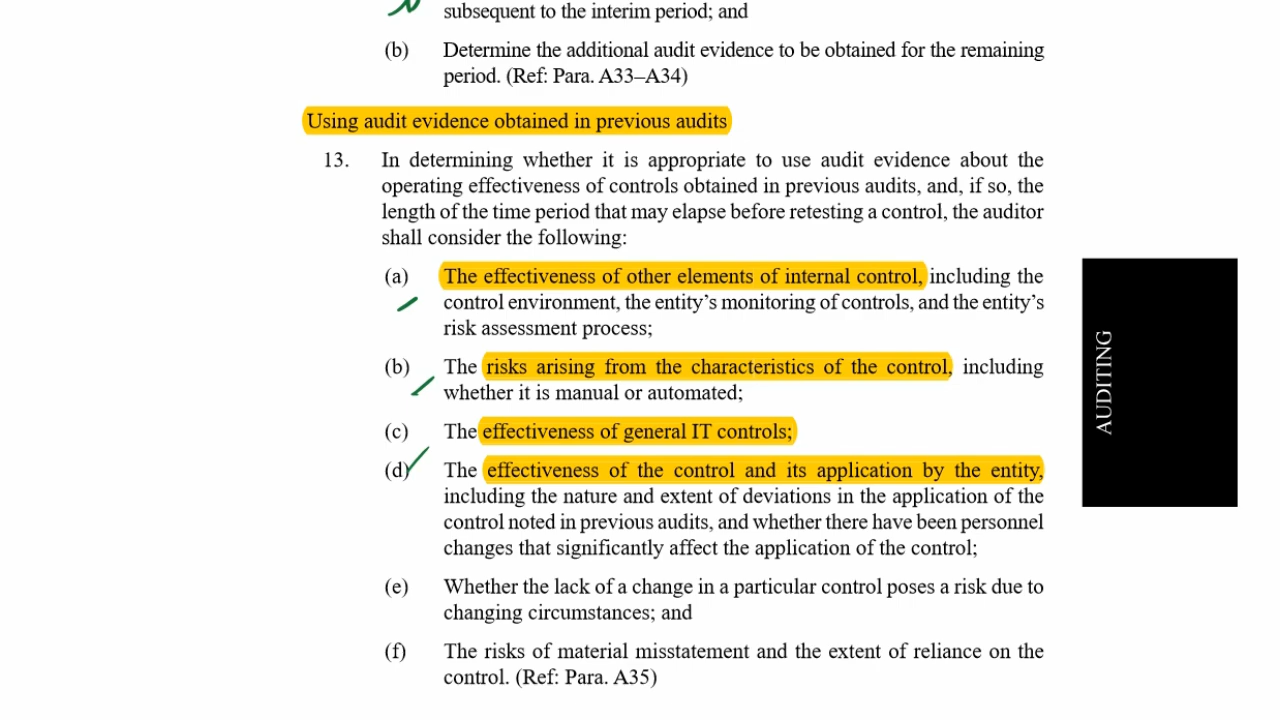 subsequent to the interim period; and
(b) Determine the additional audit evidence to be obtained for the remaining
period. (Ref: Para. A33–A34)
Using audit evidence obtained in previous audits
13. In determining whether it is appropriate to use audit evidence about the
operating effectiveness of controls obtained in previous audits, and, if so, the
length of the time period that may elapse before retesting a control, the auditor
shall consider the following:
(a) The effectiveness of other elements of internal control, including the
control environment, the entity’s monitoring of controls, and the entity’s
risk assessment process;
(b) The risks arising from the characteristics of the control, including
whether it is manual or automated;
(c) The effectiveness of general IT controls;
(d) The effectiveness of the control and its application by the entity,
including the nature and extent of deviations in the application of the
control noted in previous audits, and whether there have been personnel
changes that significantly affect the application of the control;
(e) Whether the lack of a change in a particular control poses a risk due to
changing circumstances; and
(f) The risks of material misstatement and the extent of reliance on the
control. (Ref: Para. A35)
AUDITING